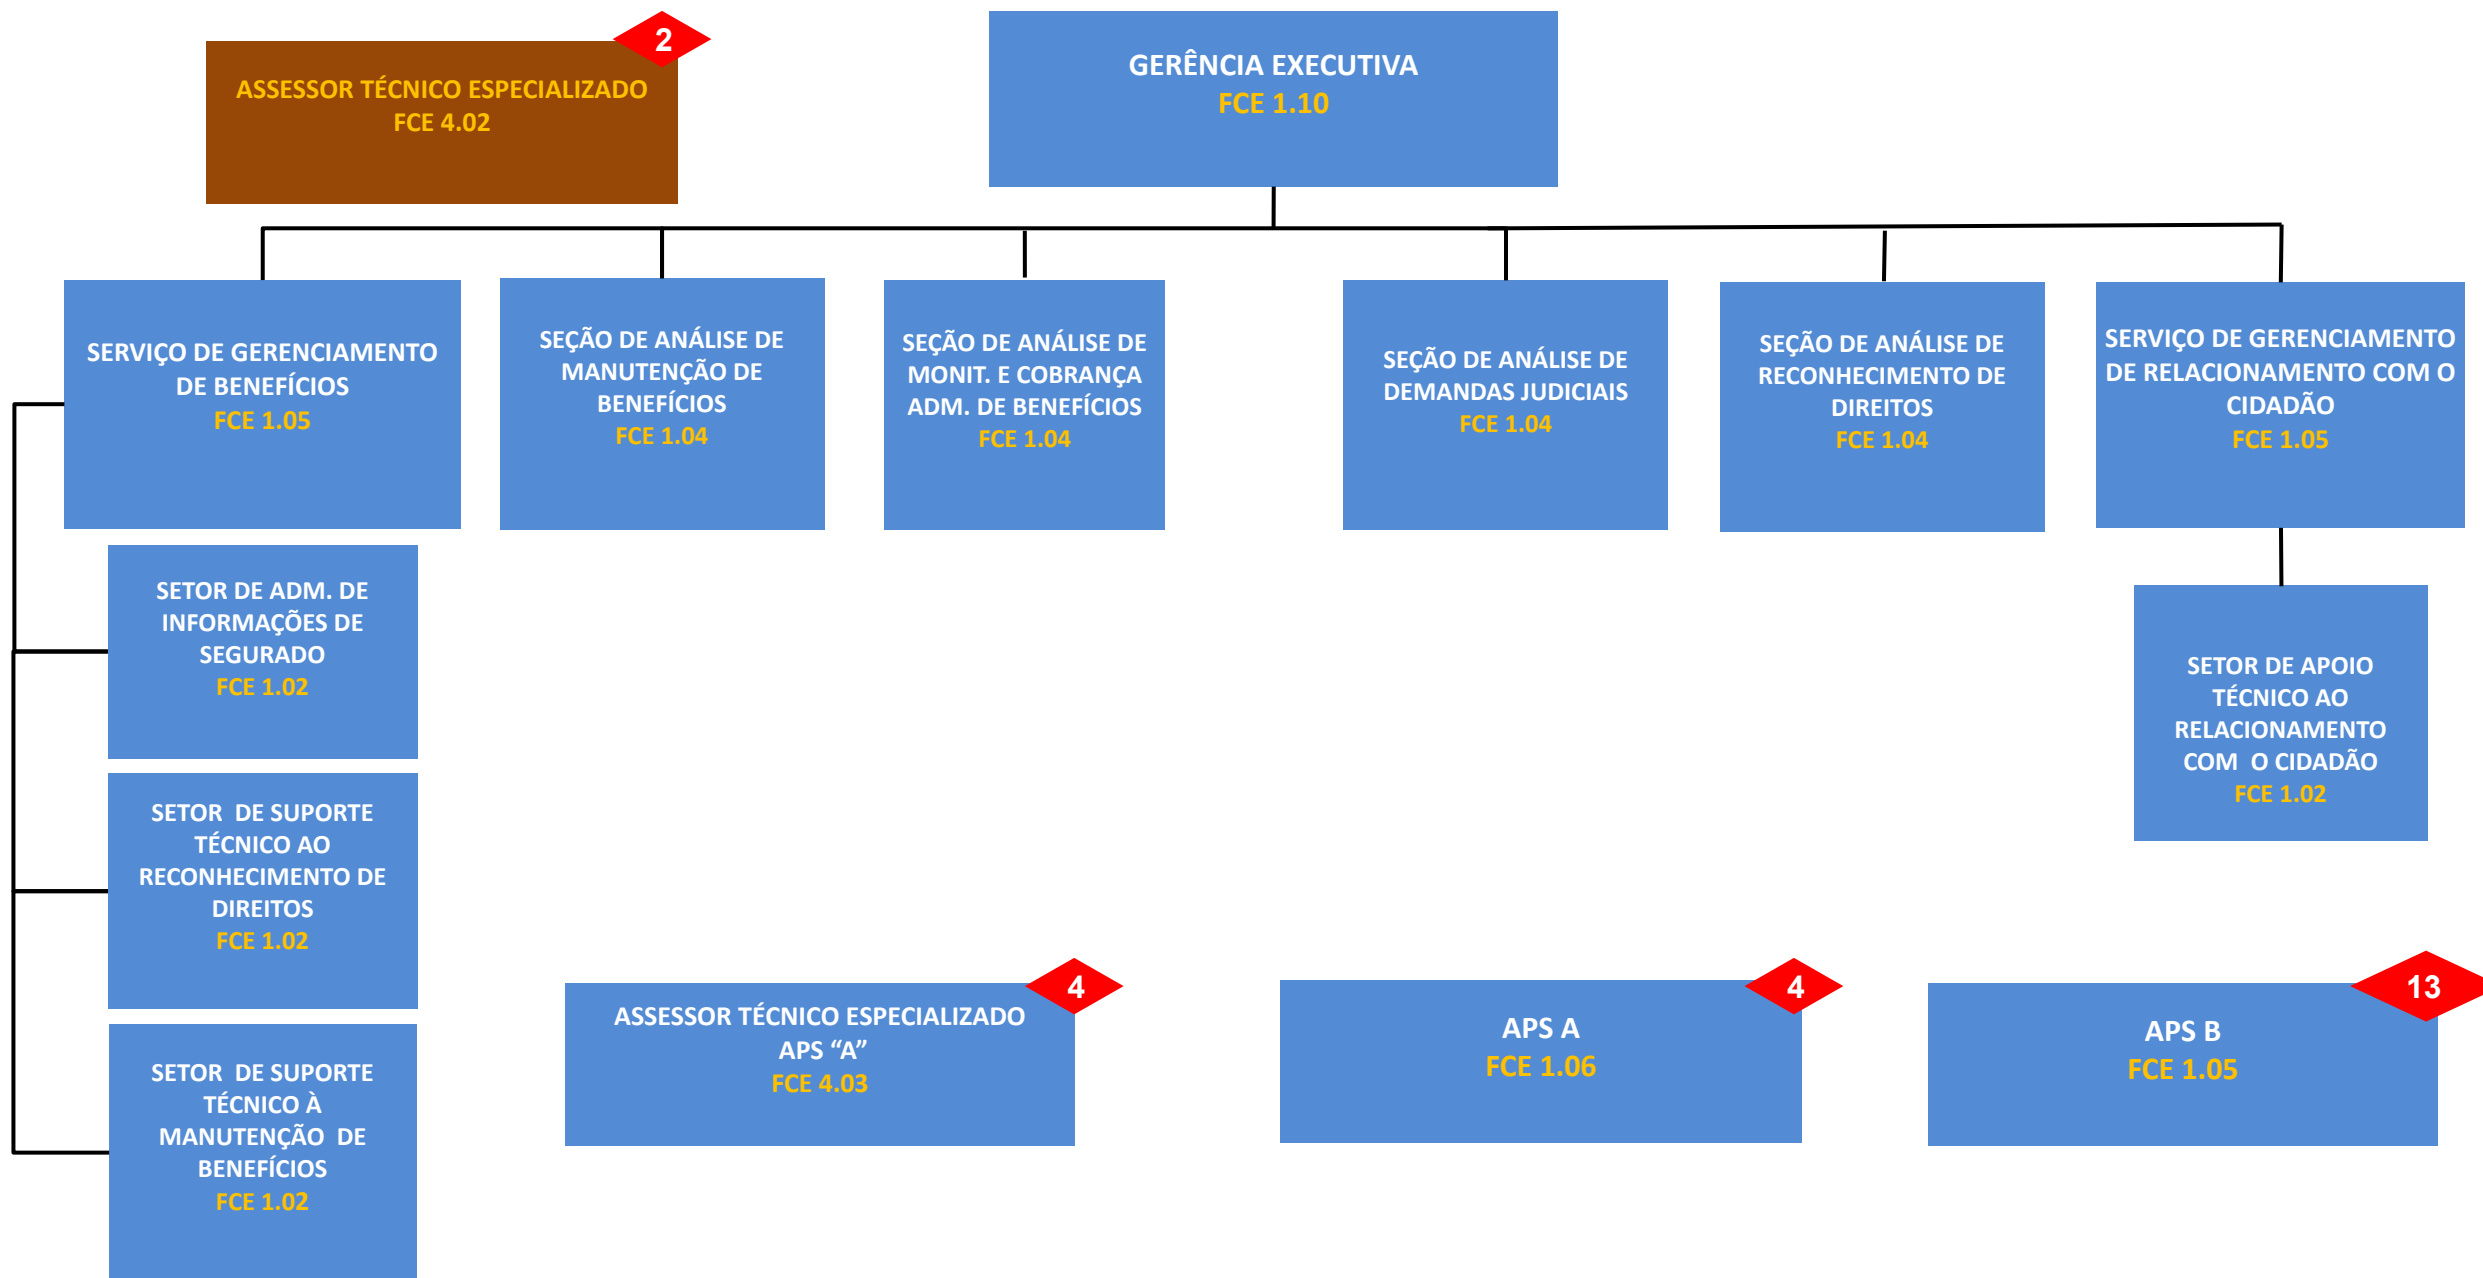 2
ASSESSOR TÉCNICO ESPECIALIZADO
FCE 4.02
GERÊNCIA EXECUTIVA
FCE 1.10
SERVIÇO DE GERENCIAMENTO
DE BENEFÍCIOS
FCE 1.05
SEÇÃO DE ANÁLISE DE
MANUTENÇÃO DE
BENEFÍCIOS
FCE 1.04
SEÇÃO DE ANÁLISE DE
MONIT. E COBRANÇA
ADM. DE BENEFÍCIOS
FCE 1.04
SEÇÃO DE ANÁLISE DE
DEMANDAS JUDICIAIS
FCE 1.04
SEÇÃO DE ANÁLISE DE
RECONHECIMENTO DE
DIREITOS
FCE 1.04
SERVIÇO DE GERENCIAMENTO
DE RELACIONAMENTO COM O
CIDADÃO
FCE 1.05
SETOR DE ADM. DE
INFORMAÇÕES DE
SEGURADO
FCE 1.02
SETOR DE APOIO
TÉCNICO AO
RELACIONAMENTO
COM O CIDADÃO
FCE 1.02
SETOR DE SUPORTE
TÉCNICO AO
RECONHECIMENTO DE
DIREITOS
FCE 1.02
SETOR DE SUPORTE
TÉCNICO À
MANUTENÇÃO DE
BENEFÍCIOS
FCE 1.02
4
ASSESSOR TÉCNICO ESPECIALIZADO
APS “A”
FCE 4.03
4
APS A
FCE 1.06
13
APS B
FCE 1.05